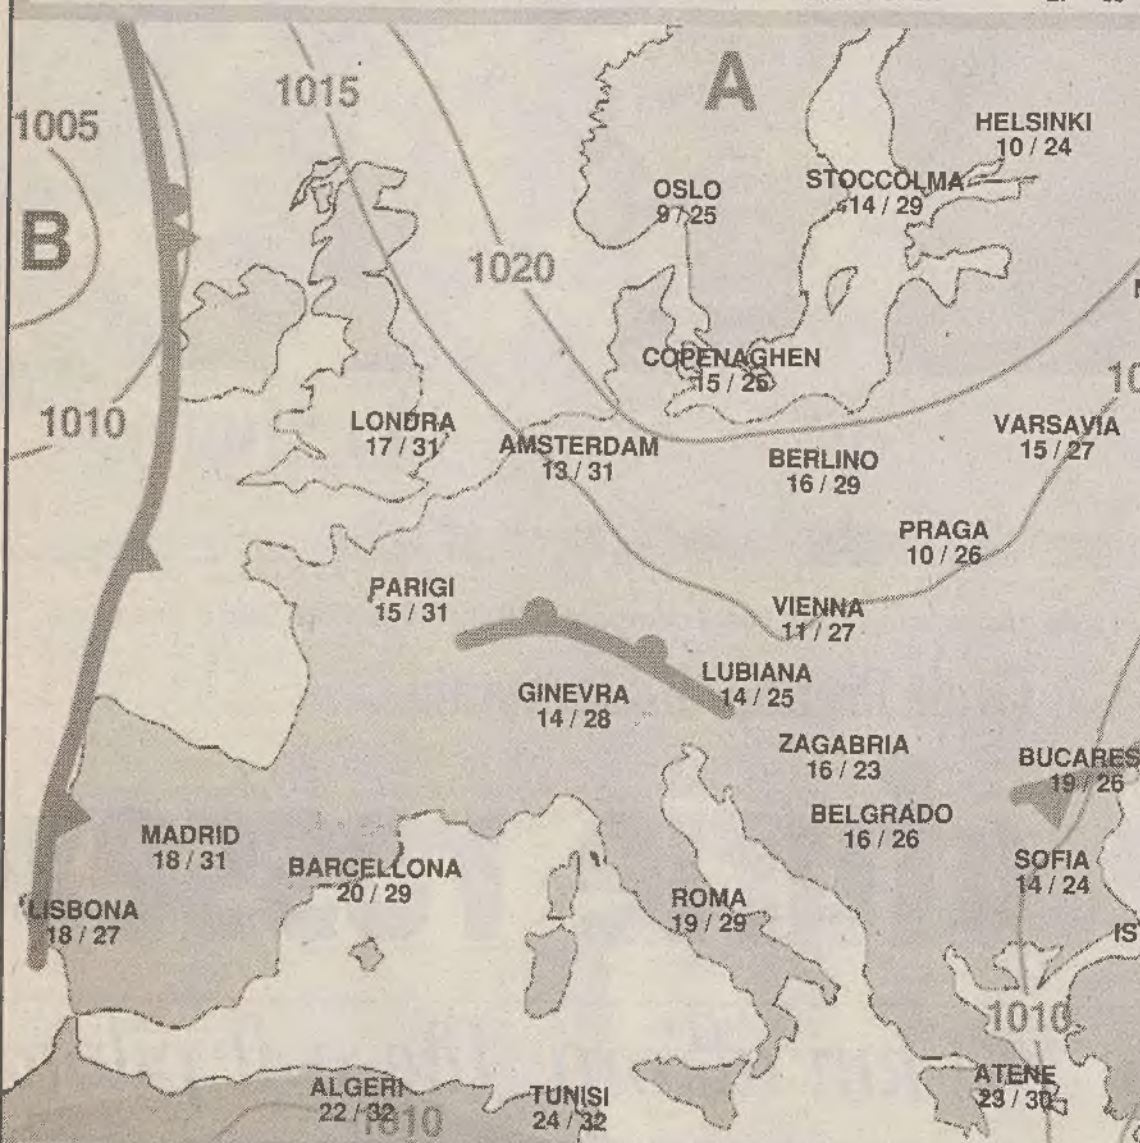 1015
A
1005
HELSINKI
10 / 24
OSLO
9 / 25
STOCCOLMA
14 / 29
B
1020
COPENAGHEN
15 / 25
10
1010
LONDRA
17 / 31
AMSTERDAM
13 / 31
BERLINO
16 / 29
VARSAVIA
15 / 27
PRAGA
10 / 26
PARIGI
15 / 31
VIENNA
11 / 27
GINEVRA
14 / 28
LUBIANA
14 / 25
ZAGABRIA
16 / 23
BUCARES
19 / 26
MADRID
18 / 31
BARCELLONA
20 / 29
BELGRADO
16 / 26
SOFIA
14 / 24
LISBONA
18 / 27
ROMA
19 / 29
IS
1010
ALGERI
22 / 32
1010
TUNISI
24 / 32
ATENE
23 / 30